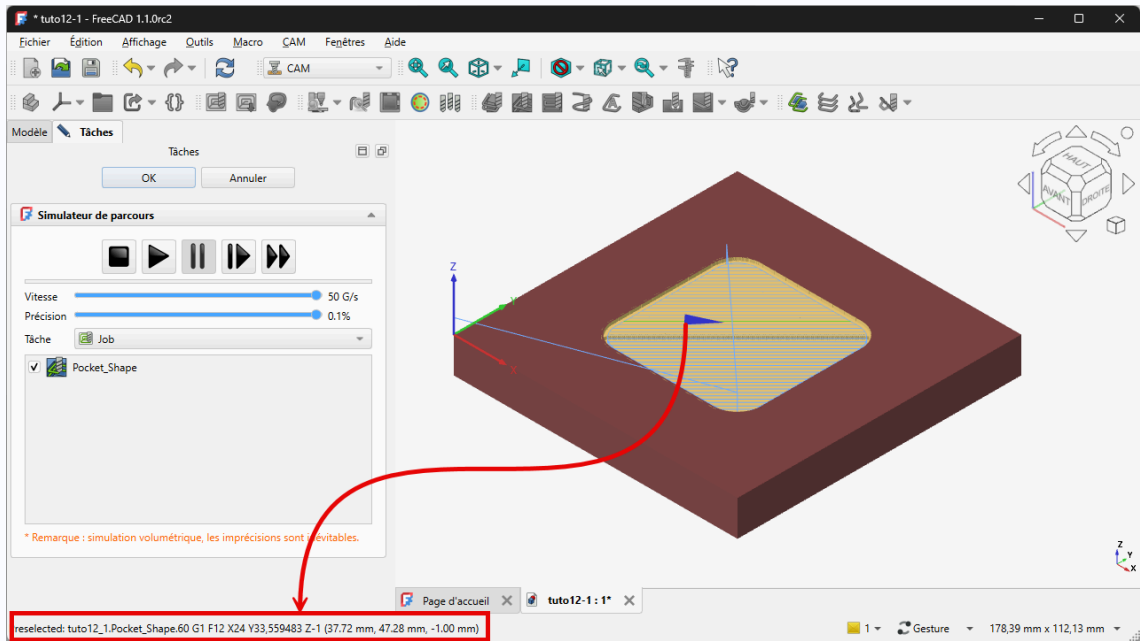 * tuto12-1 - FreeCAD 1.1.0rc2
Fichier Édition Affichage Outils Macro CAM Fenêtres Aide
CAM
Modèle Tâches
Tâches
OK Annuler
Simulateur de parcours
Vitesse 50 G/s
Précision 0.1%
Tâche Job
Pocket_Shape
* Remarque : simulation volumétrique, les imprécisions sont inévitables.
Z
Y
X
HAUT
AVANT
DROITE
Z
Y
X
Page d'accueil tuto12-1 : 1*
reselected: tuto12_1.Pocket_Shape.60 G1 F12 X24 Y33,559483 Z-1 (37.72 mm, 47.28 mm, -1.00 mm)
1 Gesture 178,39 mm x 112,13 mm